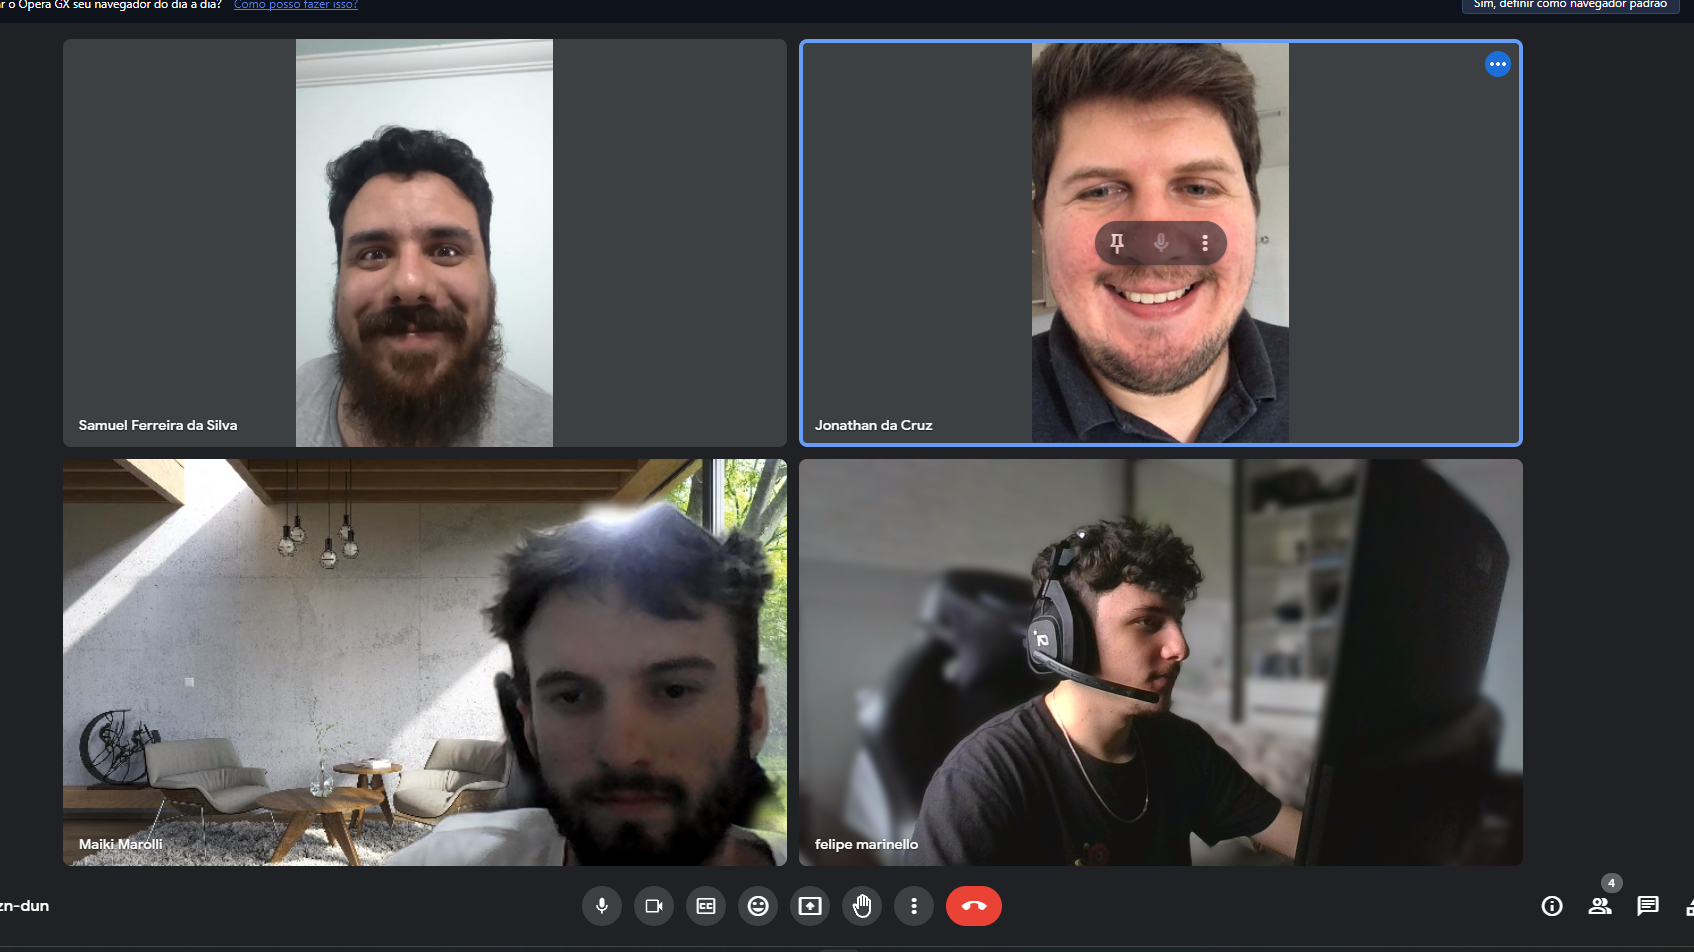 r o Opera GX seu navegador do dia a dia? Como posso fazer isso?
Sim, definir como navegador padrão
Samuel Ferreira da Silva
Jonathan da Cruz
Maiki Marolli
felipe marinello
zn-dun
4